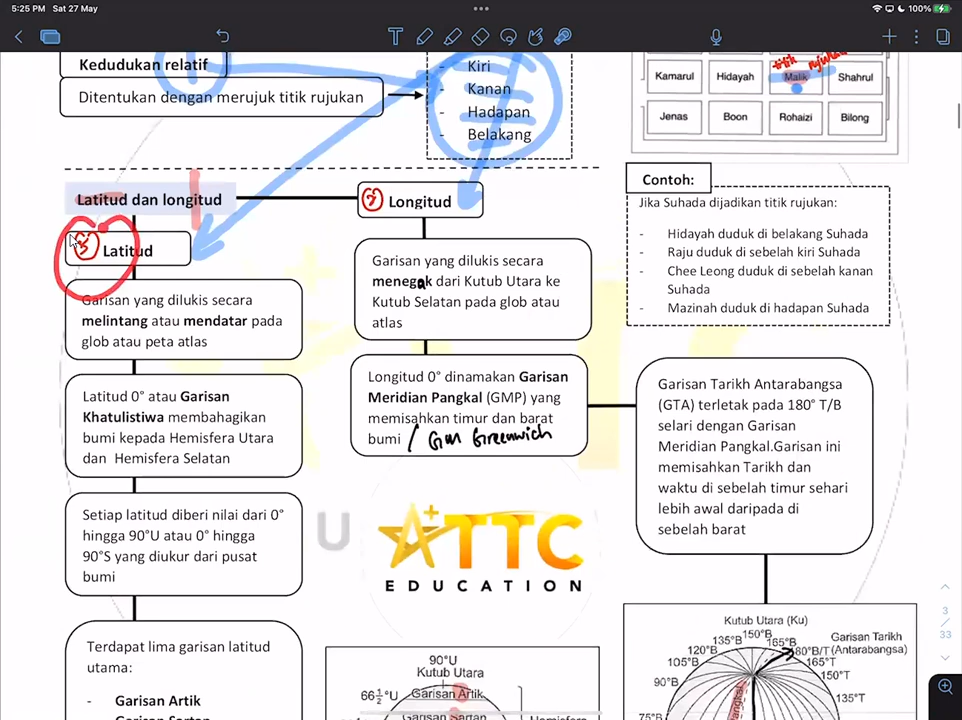 5:25 PM Sat 27 May
100%
Kedudukan relatif
Ditentukan dengan merujuk titik rujukan
- Kiri
- Kanan
- Hadapan
- Belakang
titik rujukan
Kamarul Hidayah Malik Shahrul
Jenas Boon Rohaizi Bilong
Latitud dan longitud
Latitud
Garisan yang dilukis secara
melintang atau mendatar pada
glob atau peta atlas
Latitud 0° atau Garisan
Khatulistiwa membahagikan
bumi kepada Hemisfera Utara
dan Hemisfera Selatan
Setiap latitud diberi nilai dari 0°
hingga 90°U atau 0° hingga
90°S yang diukur dari pusat
bumi
Terdapat lima garisan latitud
utama:
- Garisan Artik
Garisan Sartan
Longitud
Garisan yang dilukis secara
menegak dari Kutub Utara ke
Kutub Selatan pada glob atau
atlas
Longitud 0° dinamakan Garisan
Meridian Pangkal (GMP) yang
memisahkan timur dan barat
bumi / Greenwich
Contoh:
Jika Suhada dijadikan titik rujukan:
- Hidayah duduk di belakang Suhada
- Raju duduk di sebelah kiri Suhada
- Chee Leong duduk di sebelah kanan
Suhada
- Mazinah duduk di hadapan Suhada
Garisan Tarikh Antarabangsa
(GTA) terletak pada 180° T/B
selari dengan Garisan
Meridian Pangkal.Garisan ini
memisahkan Tarikh dan
waktu di sebelah timur sehari
lebih awal daripada di
sebelah barat
U
ATTC
EDUCATION
90°U
Kutub Utara
66½°U Garisan Artik
Garisan Sartan
Hemisfera
Kutub Utara (Ku)
150°B
135°B 165°B
120°B 180°B/T
105°B 165°T
90°B 150°T
135°T
75°B
Garisan Tarikh
(Antarabangsa)
Pangkal
3
/
33